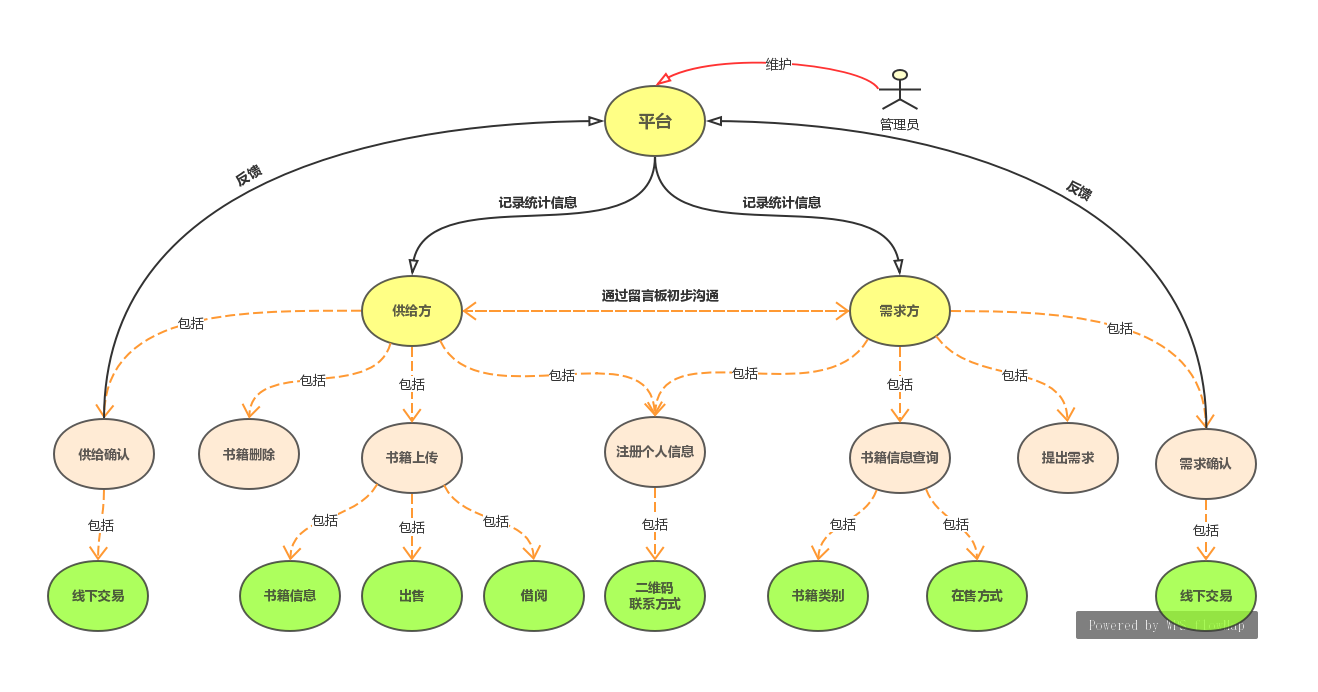 维护
平台
管理员
反馈
反馈
记录统计信息
记录统计信息
供给方
通过留言板初步沟通
需求方
包括
包括
包括
包括
包括
包括
包括
包括
供给确认
书籍删除
书籍上传
注册个人信息
书籍信息查询
提出需求
需求确认
包括
包括
包括
包括
包括
包括
包括
包括
线下交易
书籍信息
出售
借阅
二维码
联系方式
书籍类别
在售方式
线下交易
Powered by